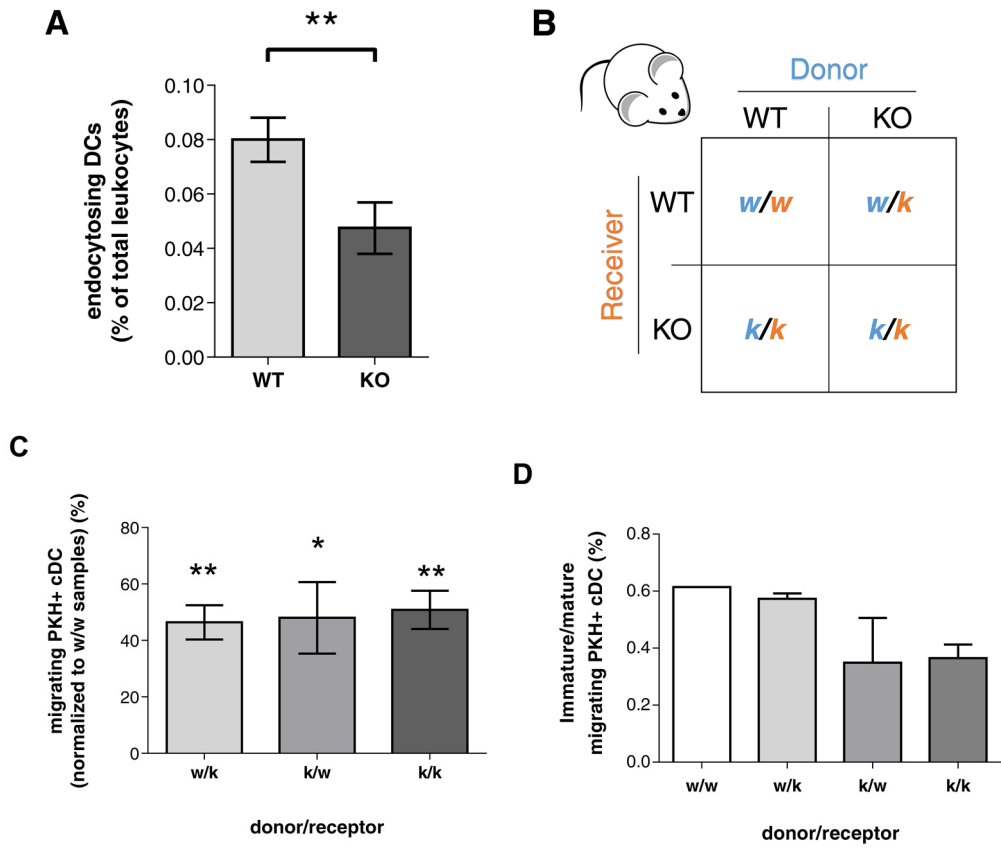 A
**
endocytosing DCs
(% of total leukocytes)
0.10
0.08
0.06
0.04
0.02
0.00
WT
KO
B
Donor
WT
KO
Receiver
WT
w/w
w/k
KO
k/k
k/k
C
migrating PKH+ cDC
(normalized to w/w samples) (%)
80
60
40
20
0
**
*
**
w/k
k/w
k/k
donor/receptor
D
Immature/mature
migrating PKH+ cDC (%)
0.8
0.6
0.4
0.2
0.0
w/w
w/k
k/w
k/k
donor/receptor